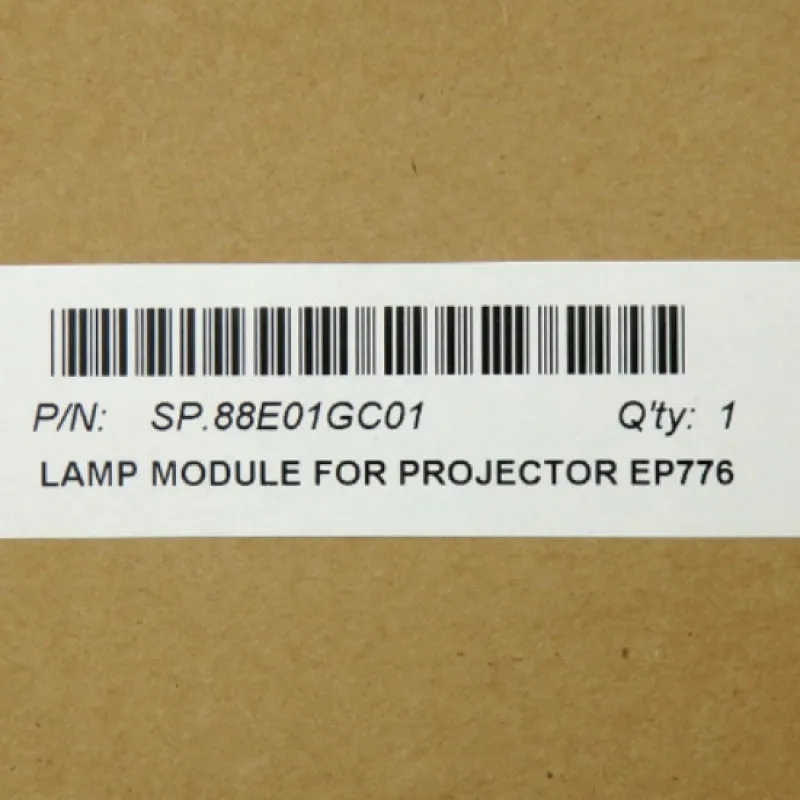 P/N: SP.88E01GC01 Q'ty: 1
LAMP MODULE FOR PROJECTOR EP776